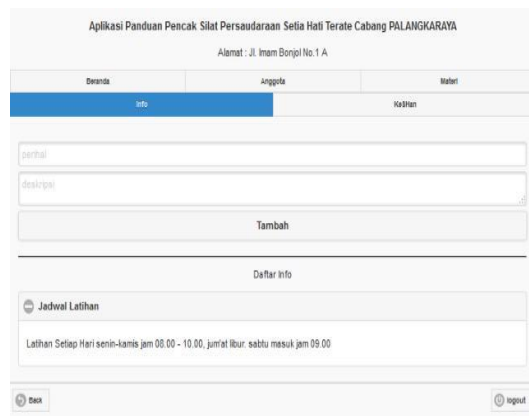 Aplikasi Panduan Pencak Silat Persaudaraan Setia Hati Terate Cabang PALANGKARAYA
Alamat : Jl. Imam Bonjol No.1 A
Beranda Anggota Materi
Info KeSHan
perihal
deskripsi
Tambah
Daftar Info
Jadwal Latihan
Latihan Setiap Hari senin-kamis jam 08.00 - 10.00, jum'at libur. sabtu masuk jam 09.00
Back logout